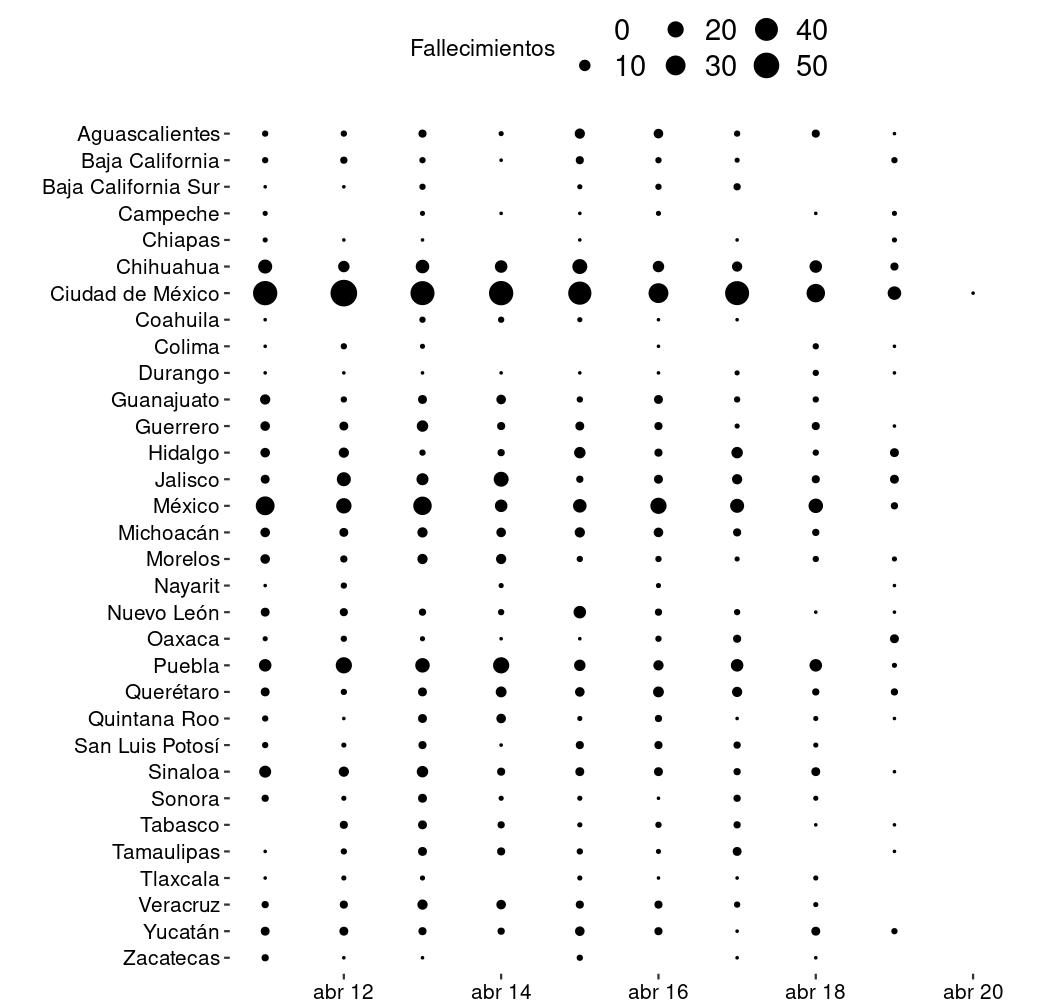 Fallecimientos
0 20 40
10 30 50
Aguascalientes
Baja California
Baja California Sur
Campeche
Chiapas
Chihuahua
Ciudad de México
Coahuila
Colima
Durango
Guanajuato
Guerrero
Hidalgo
Jalisco
México
Michoacán
Morelos
Nayarit
Nuevo León
Oaxaca
Puebla
Querétaro
Quintana Roo
San Luis Potosí
Sinaloa
Sonora
Tabasco
Tamaulipas
Tlaxcala
Veracruz
Yucatán
Zacatecas
abr 12 abr 14 abr 16 abr 18 abr 20